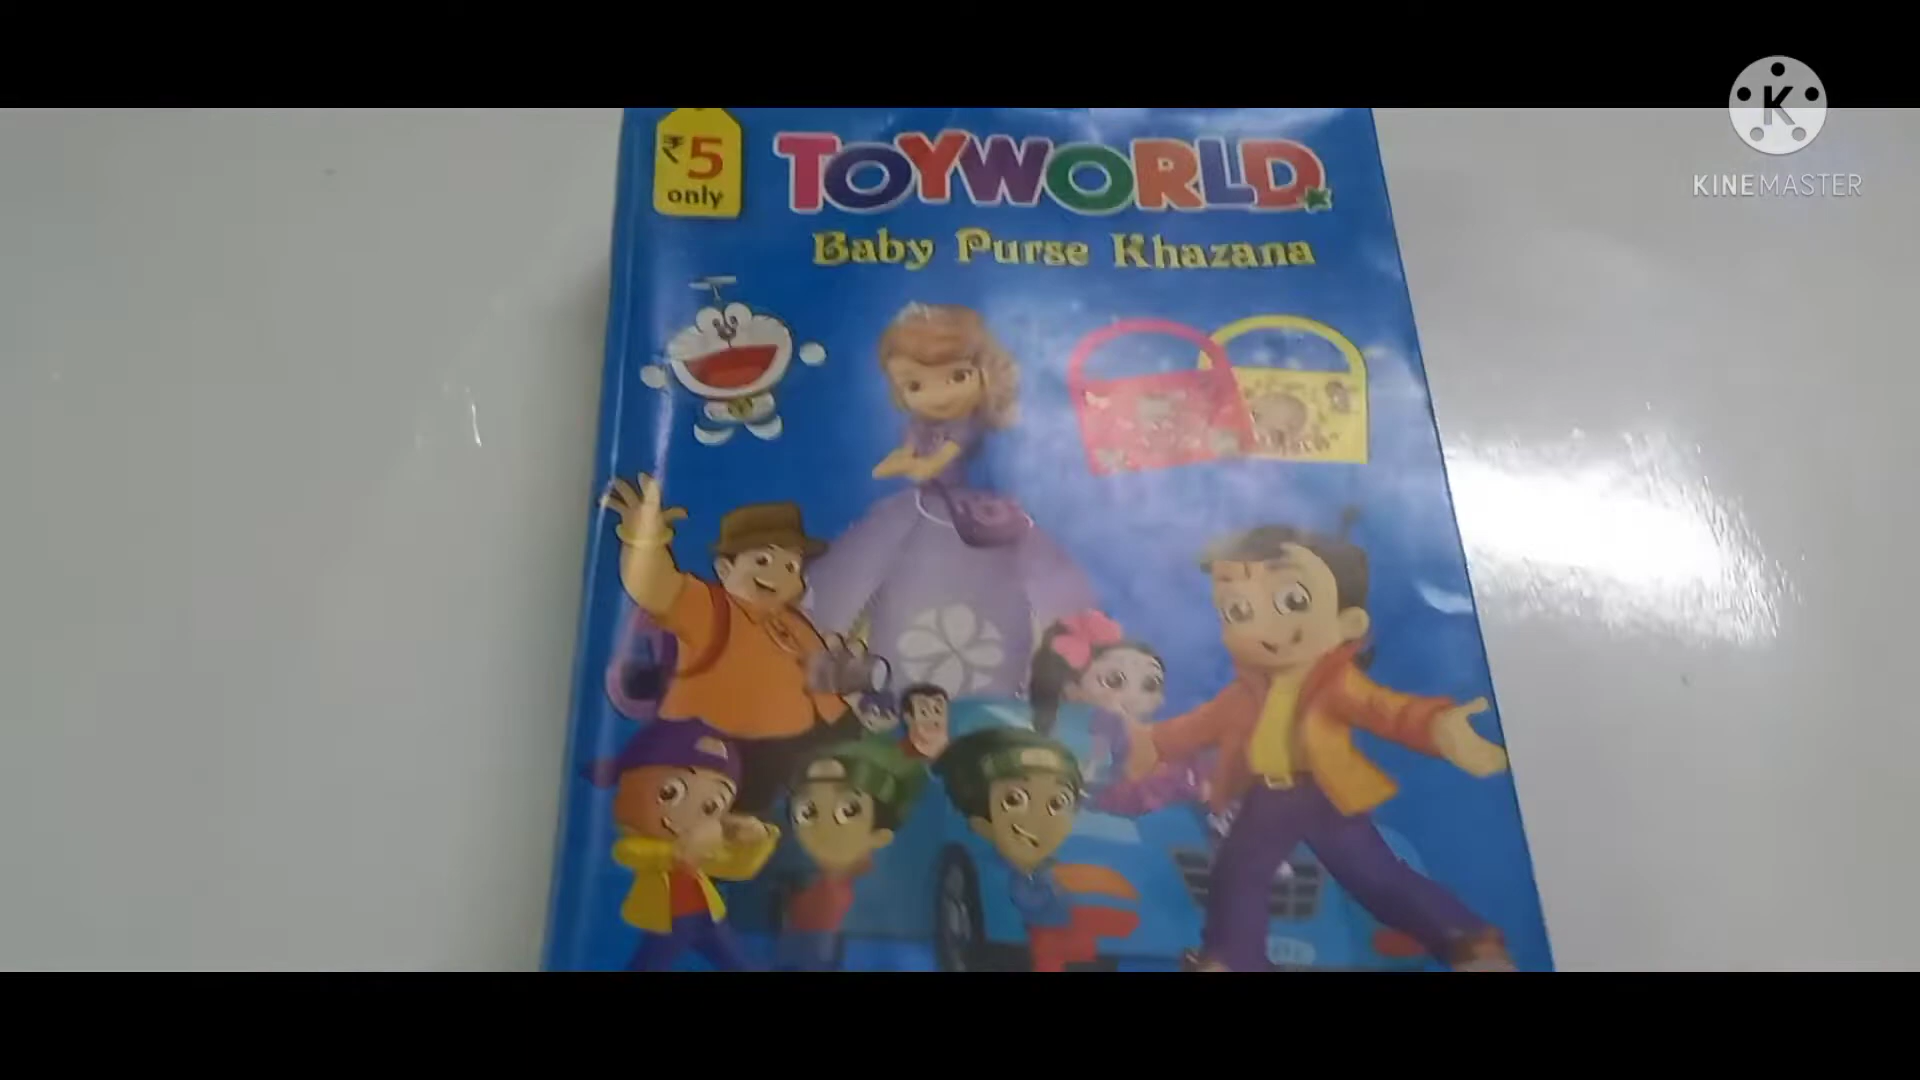 ₹5
only
TOYWORLD
Baby Purse Khazana
K
KINEMASTER